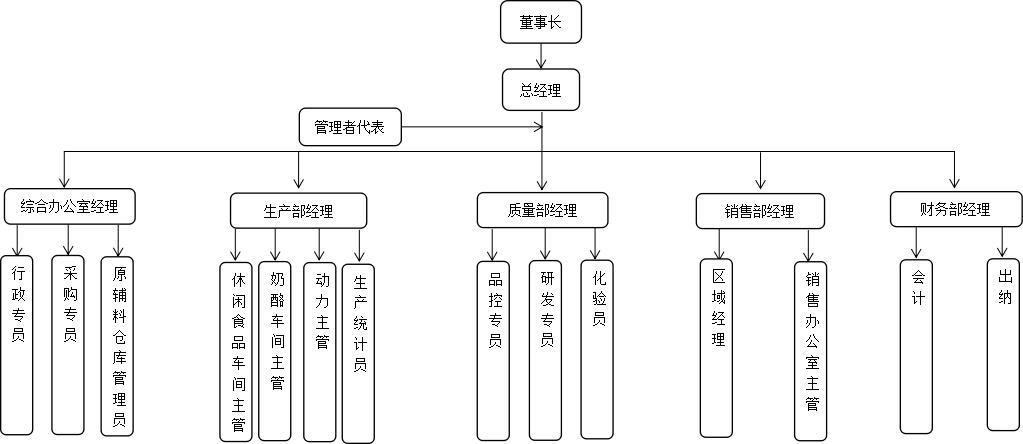 董事长
总经理
管理者代表
综合办公室经理
生产部经理
质量部经理
销售部经理
财务部经理
行政专员
采购专员
原辅料仓库管理员
休闲食品车间主管
奶酪车间主管
动力主管
生产统计员
品控专员
研发专员
化验员
区域经理
销售办公室主管
会计
出纳